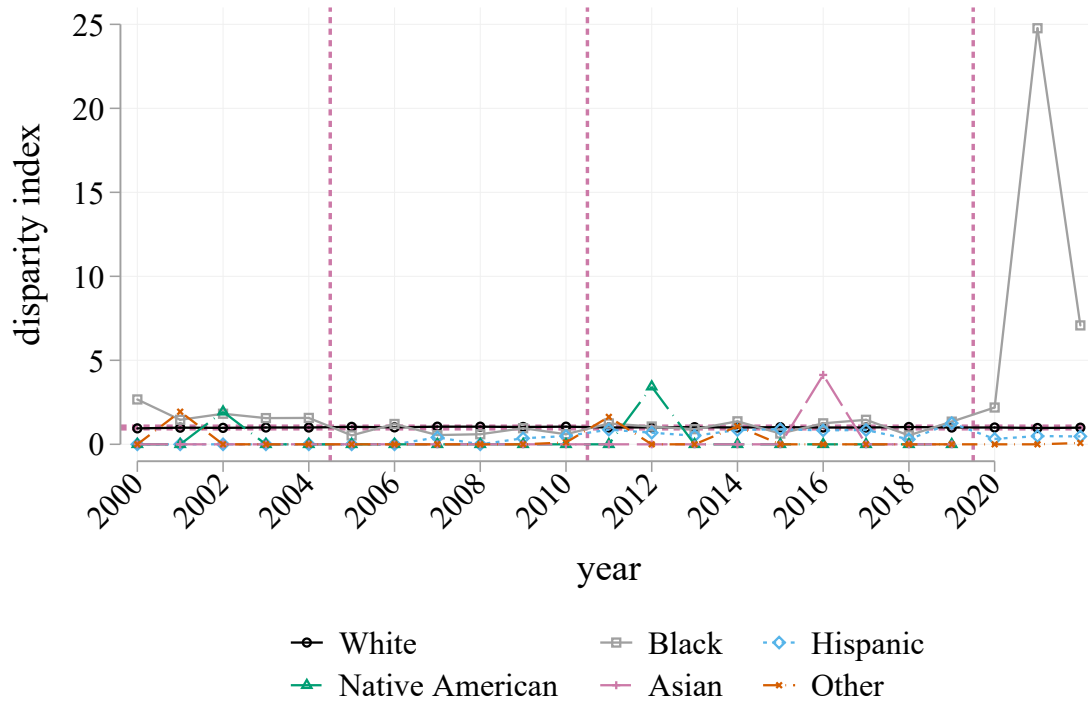 25
20
15
10
5
0
disparity index
2000
2002
2004
2006
2008
2010
2012
2014
2016
2018
2020
year
White
Black
Hispanic
Native American
Asian
Other